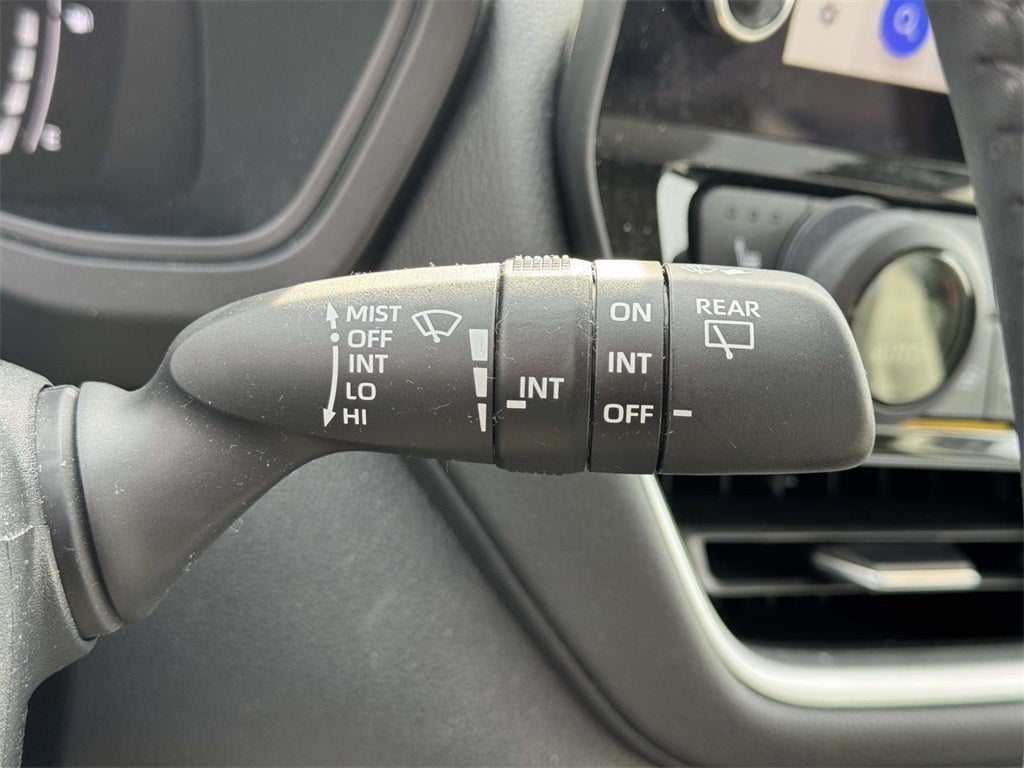 MIST
OFF
INT
LO
HI
INT
ON
INT
OFF
REAR